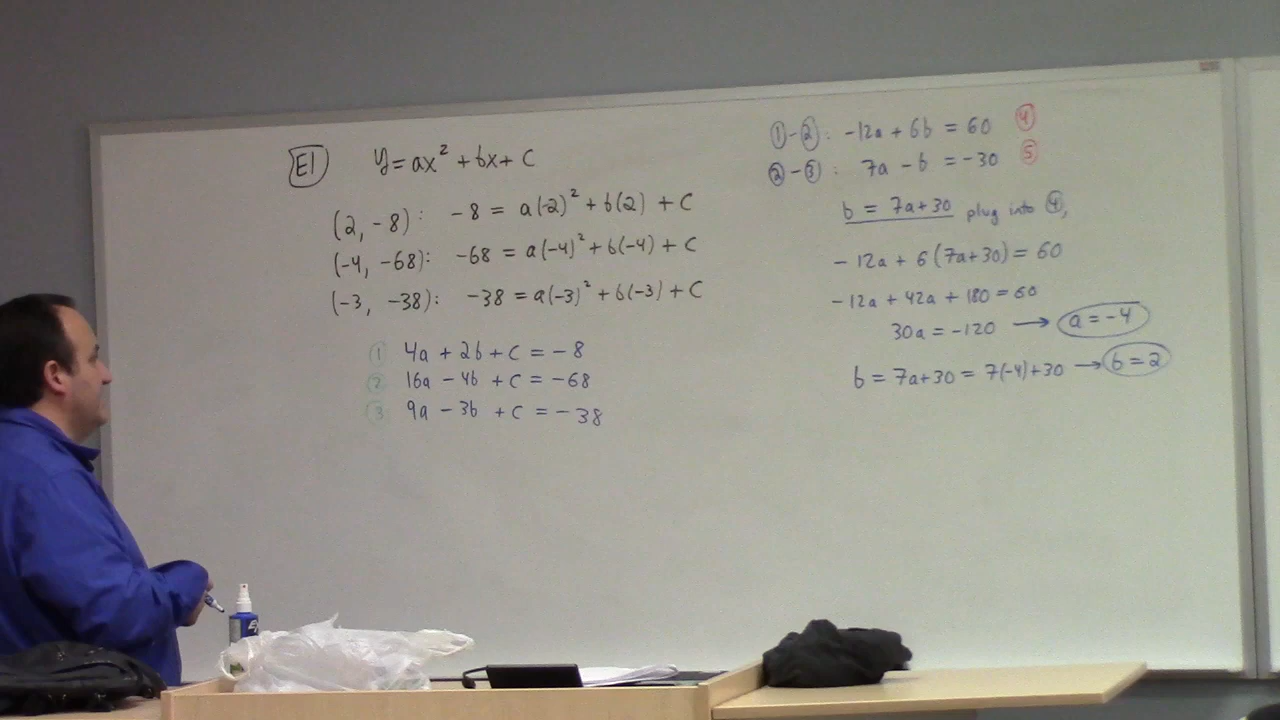 E1 y = ax² + bx + C
(2, -8): -8 = a(-2)² + b(2) + C
(-4, -68): -68 = a(-4)² + b(-4) + C
(-3, -38): -38 = a(-3)² + b(-3) + C
① 4a + 2b + C = -8
② 16a - 4b + C = -68
③ 9a - 3b + C = -38
①-②: -12a + 6b = 60 ④
②-③: 7a - b = -30 ⑤
b = 7a+30 plug into ④,
-12a + 6(7a+30) = 60
-12a + 42a + 180 = 60
30a = -120 → a = -4
b = 7a+30 = 7(-4)+30 → b = 2